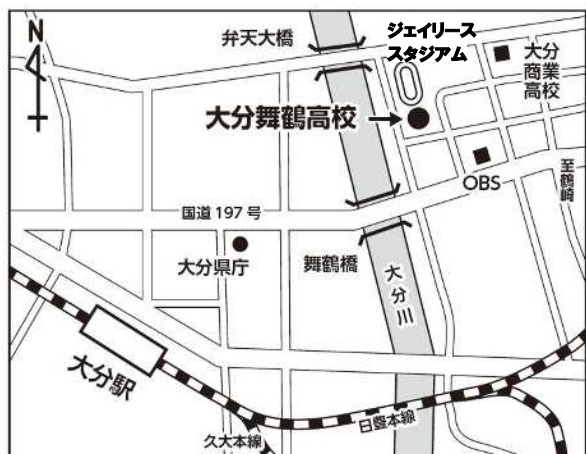 N
弁天大橋
ジェイリース
スタジアム
大分
商業
高校
大分舞鶴高校
OBS
至鶴崎
国道197号
大分県庁
舞鶴橋
大分川
大分駅
日豊本線
久大本線